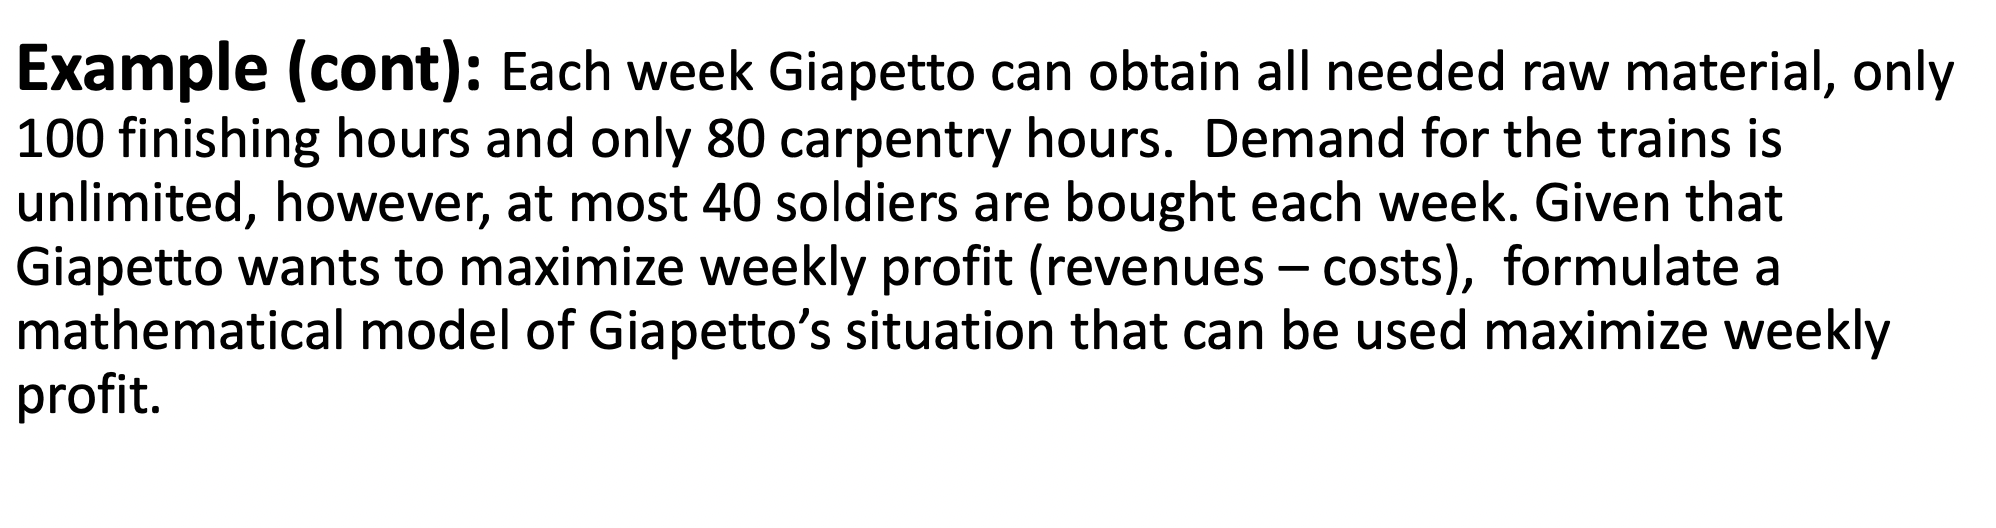 Example (cont): Each week Giapetto can obtain all needed raw material, only
100 finishing hours and only 80 carpentry hours.  Demand for the trains is
unlimited, however, at most 40 soldiers are bought each week. Given that
Giapetto wants to maximize weekly profit (revenues – costs),  formulate a
mathematical model of Giapetto’s situation that can be used maximize weekly
profit.